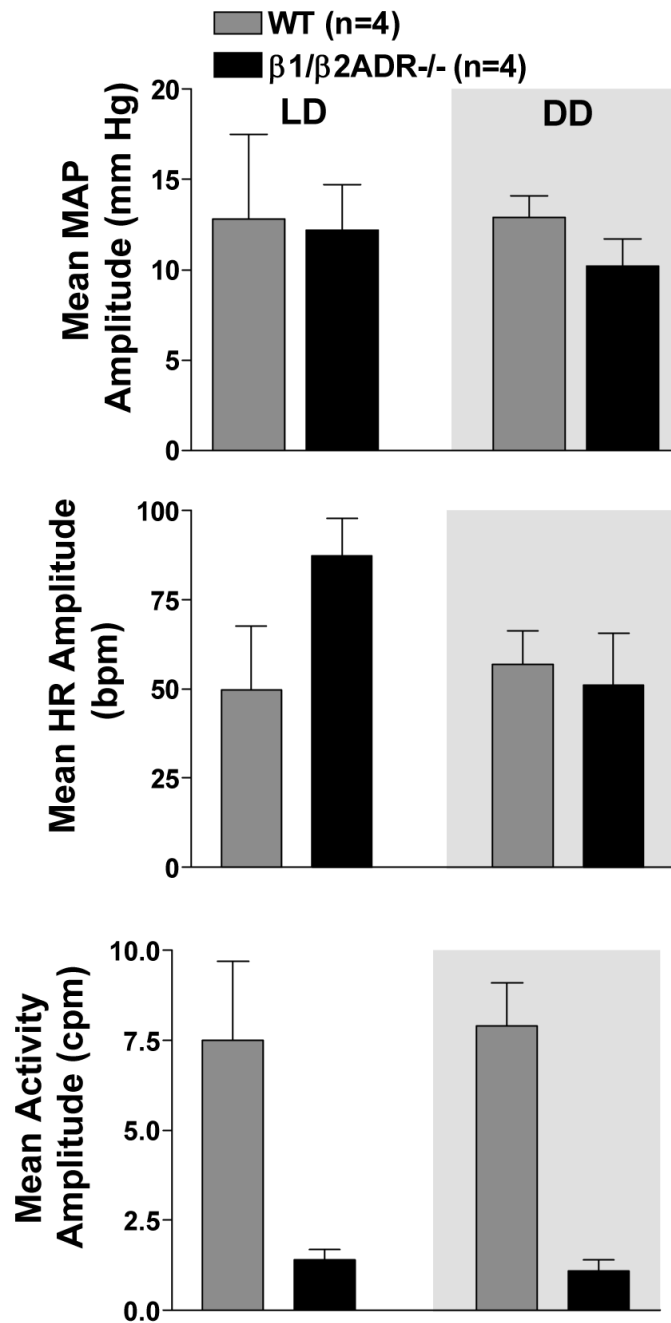 WT (n=4)
β1/β2ADR-/- (n=4)
LD
DD
Mean MAP
Amplitude (mm Hg)
20
15
10
5
0
Mean HR Amplitude
(bpm)
100
75
50
25
0
Mean Activity
Amplitude (cpm)
10.0
7.5
5.0
2.5
0.0